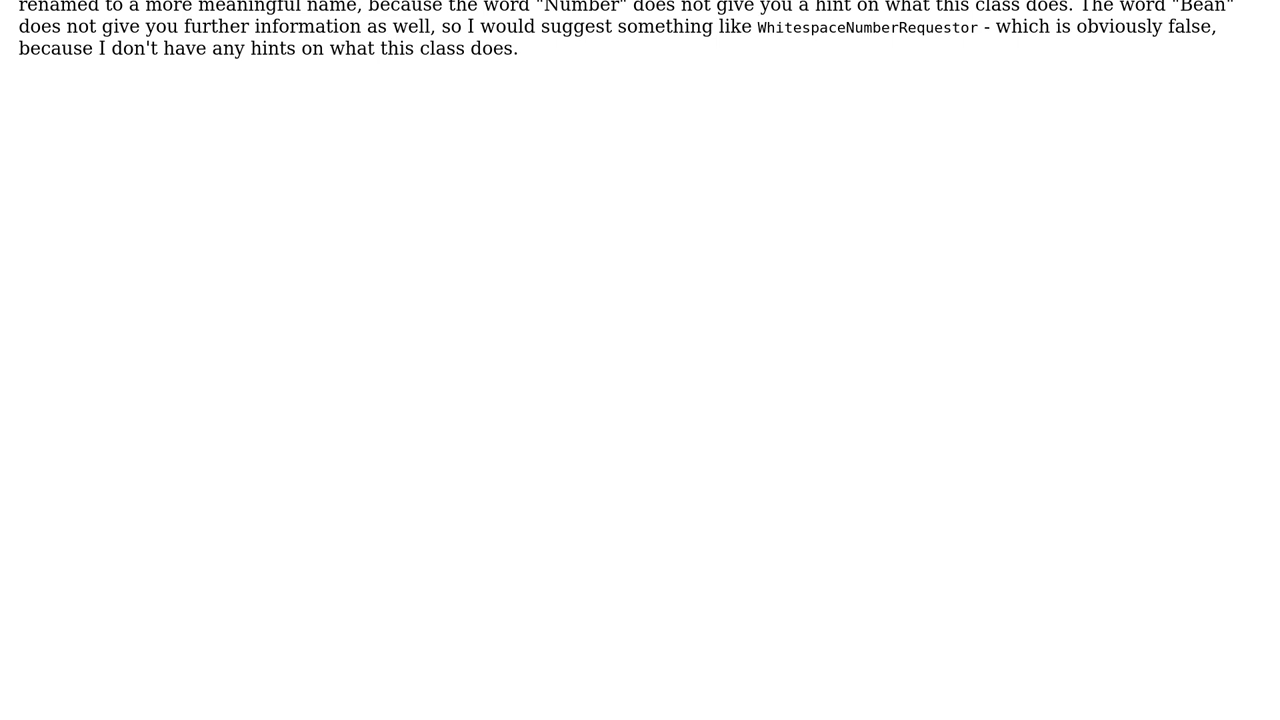 renamed to a more meaningful name, because the word "Number" does not give you a hint on what this class does. The word "Bean"
does not give you further information as well, so I would suggest something like WhitespaceNumberRequestor - which is obviously false,
because I don't have any hints on what this class does.